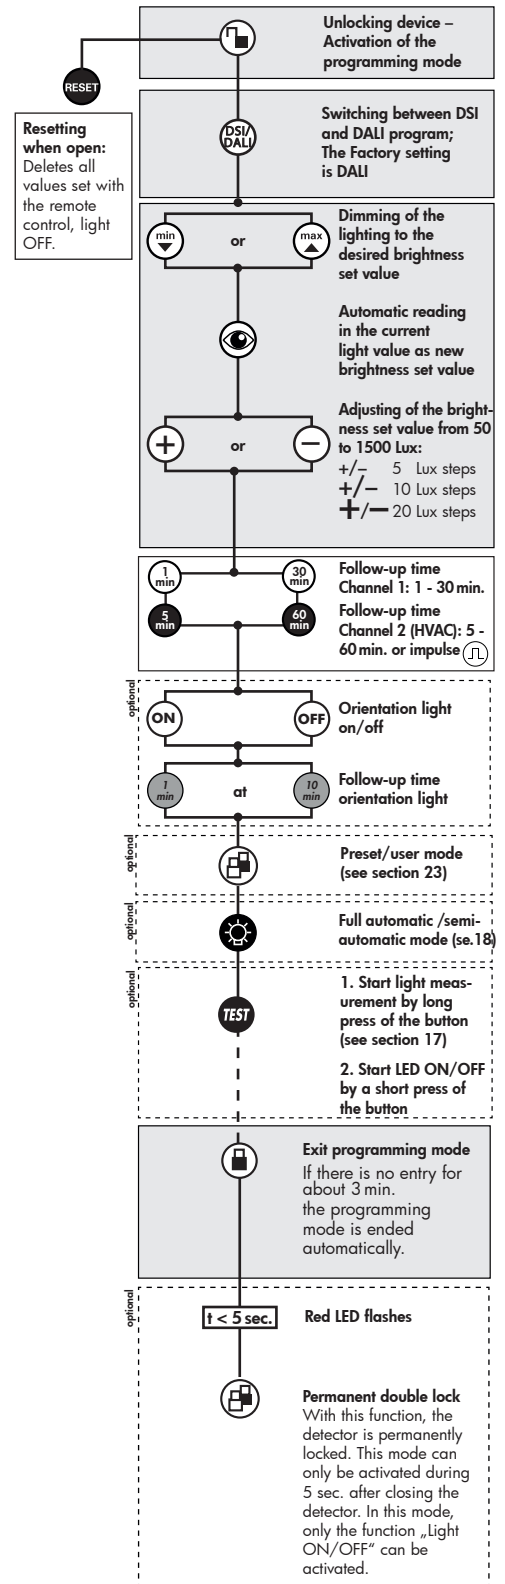 Unlocking device –
Activation of the
programming mode
RESET
Resetting
when open:
Deletes all
values set with
the remote
control, light
OFF.
DSI/
DALI
Switching between DSI
and DALI program;
The Factory setting
is DALI
min
or
max
Dimming of the
lighting to the
desired brightness
set value
Automatic reading
in the current
light value as new
brightness set value
+
or
–
Adjusting of the bright-
ness set value from 50
to 1500 Lux:
+/– 5 Lux steps
+/– 10 Lux steps
+/– 20 Lux steps
1
min
30
min
Follow-up time
Channel 1: 1 - 30 min.
5
min
60
min
Follow-up time
Channel 2 (HVAC): 5 -
60 min. or impulse
optional
ON
OFF
Orientation light
on/off
1
min
at
10
min
Follow-up time
orientation light
optional
Preset/user mode
(see section 23)
optional
Full automatic /semi-
automatic mode (se.18)
optional
TEST
1. Start light meas-
urement by long
press of the button
(see section 17)
2. Start LED ON/OFF
by a short press of
the button
Exit programming mode
If there is no entry for
about 3 min.
the programming
mode is ended
automatically.
optional
t < 5 sec.
Red LED flashes
Permanent double lock
With this function, the
detector is permanently
locked. This mode can
only be activated during
5 sec. after closing the
detector. In this mode,
only the function „Light
ON/OFF“ can be
activated.